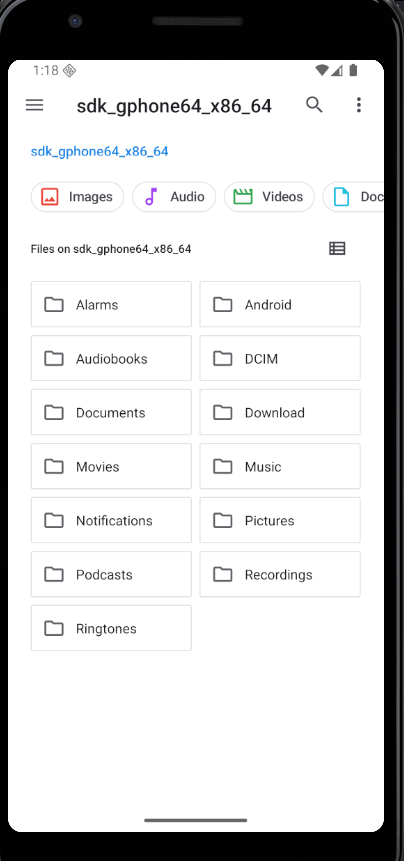 1:18
sdk_gphone64_x86_64
sdk_gphone64_x86_64
Images Audio Videos Doc
Files on sdk_gphone64_x86_64
Alarms Android
Audiobooks DCIM
Documents Download
Movies Music
Notifications Pictures
Podcasts Recordings
Ringtones